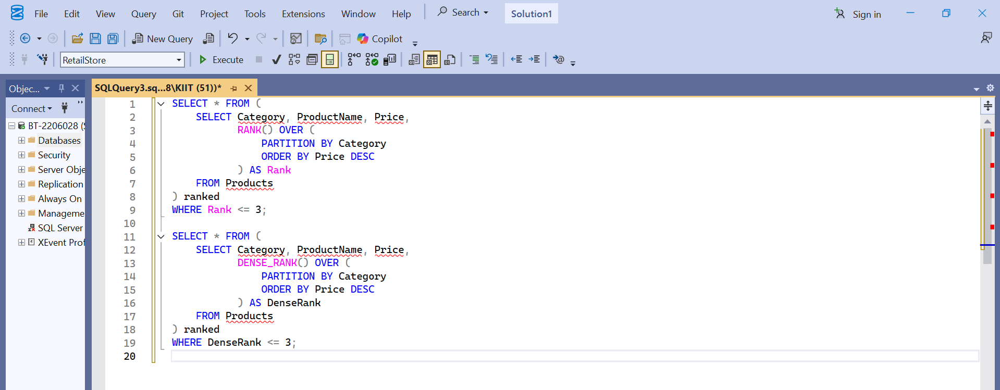 File Edit View Query Git Project Tools Extensions Window Help Search Solution1 Sign in
New Query Copilot
RetailStore Execute
Objec... SQLQuery3.sq...8\KIIT (51))*
Connect
BT-2206028 (S
Databases
Security
Server Obje
Replication
Always On
Manageme
SQL Server
XEvent Prof
1 SELECT * FROM (
2 SELECT Category, ProductName, Price,
3 RANK() OVER (
4 PARTITION BY Category
5 ORDER BY Price DESC
6 ) AS Rank
7 FROM Products
8 ) ranked
9 WHERE Rank <= 3;
10
11 SELECT * FROM (
12 SELECT Category, ProductName, Price,
13 DENSE_RANK() OVER (
14 PARTITION BY Category
15 ORDER BY Price DESC
16 ) AS DenseRank
17 FROM Products
18 ) ranked
19 WHERE DenseRank <= 3;
20